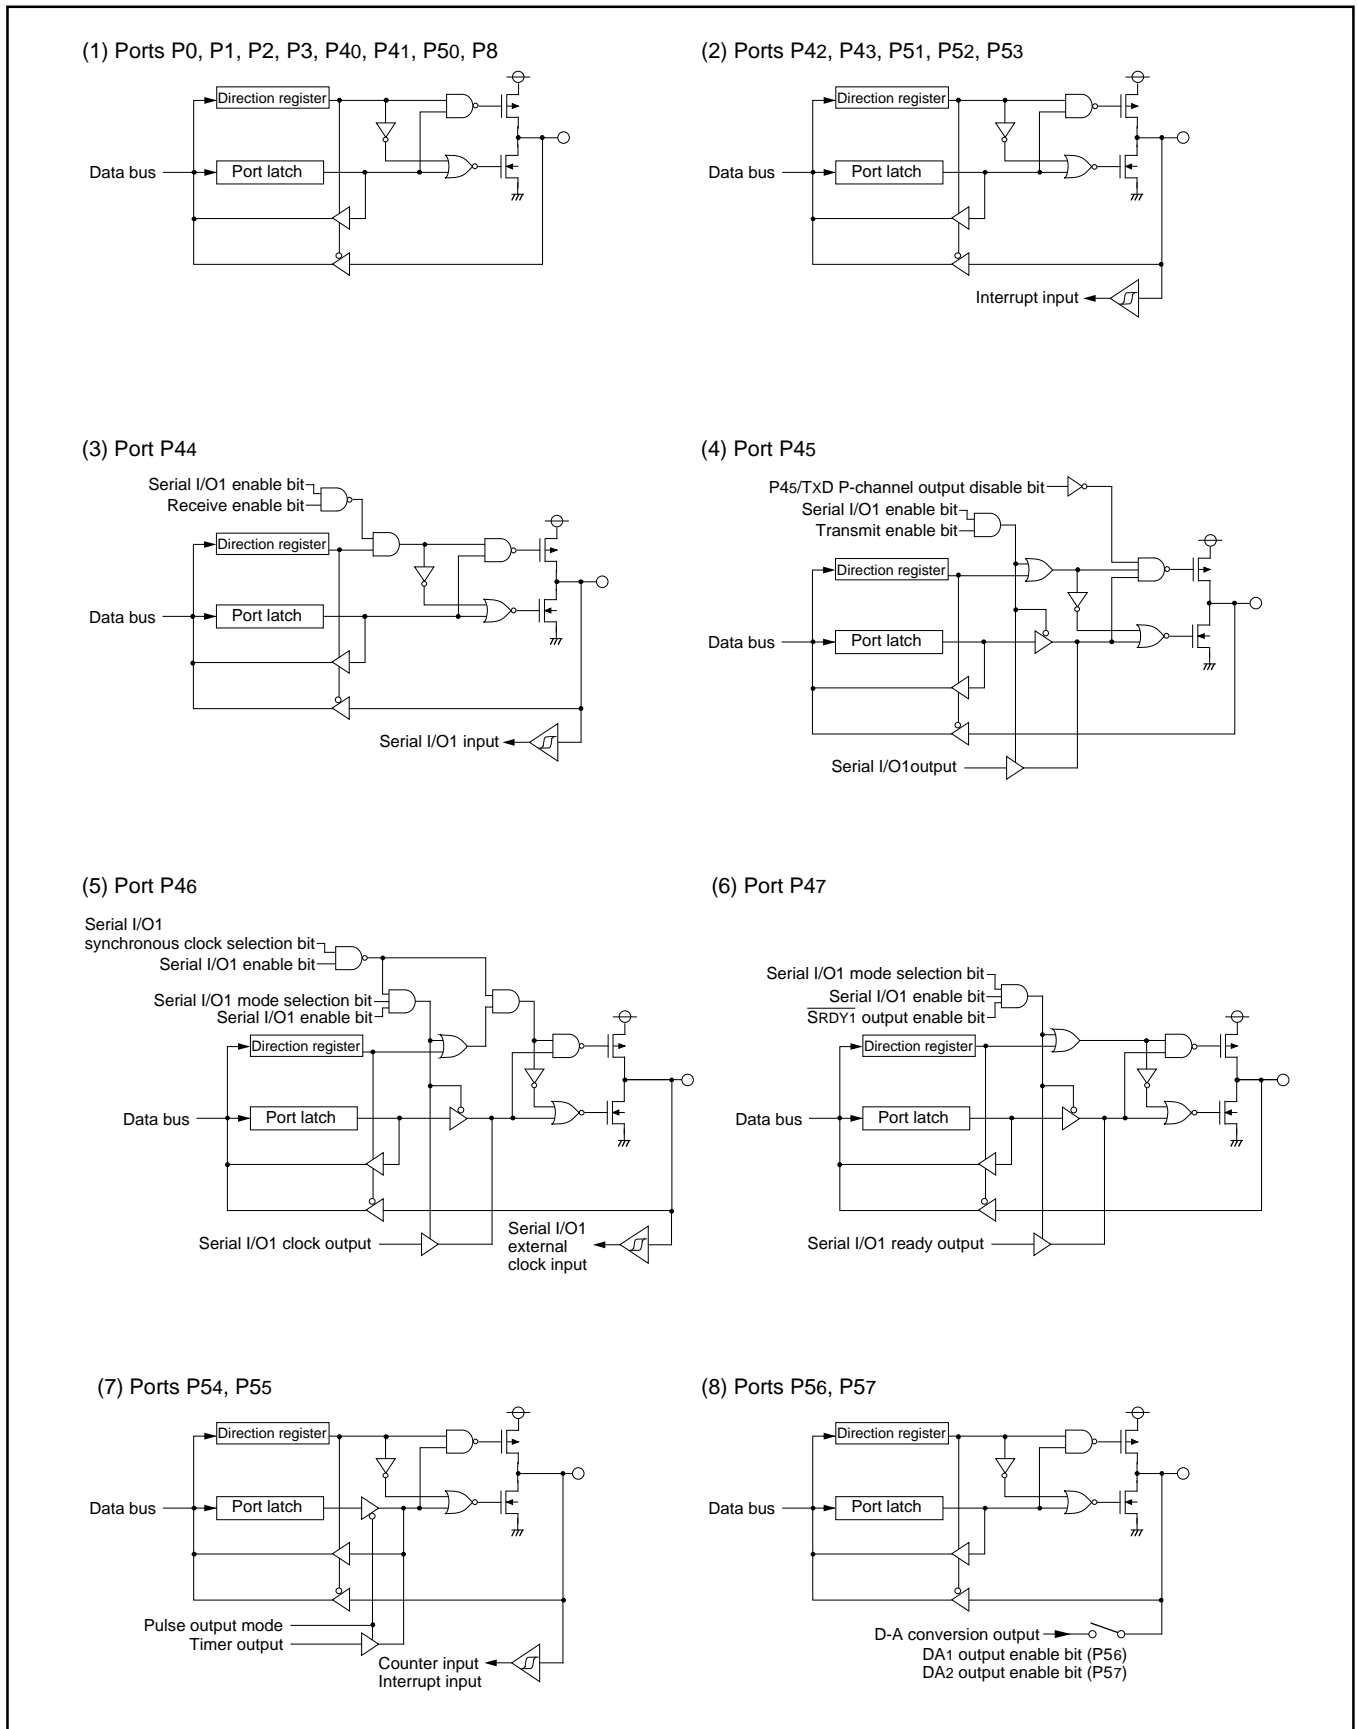 (1) Ports P0, P1, P2, P3, P40, P41, P50, P8
Direction register
Data bus
Port latch
(2) Ports P42, P43, P51, P52, P53
Direction register
Data bus
Port latch
Interrupt input
(3) Port P44
Serial I/O1 enable bit
Receive enable bit
Direction register
Data bus
Port latch
Serial I/O1 input
(4) Port P45
P45/TXD P-channel output disable bit
Serial I/O1 enable bit
Transmit enable bit
Direction register
Data bus
Port latch
Serial I/O1output
(5) Port P46
Serial I/O1
synchronous clock selection bit
Serial I/O1 enable bit
Serial I/O1 mode selection bit
Serial I/O1 enable bit
Direction register
Data bus
Port latch
Serial I/O1 clock output
Serial I/O1
external
clock input
(6) Port P47
Serial I/O1 mode selection bit
Serial I/O1 enable bit
SRDY1 output enable bit
Direction register
Data bus
Port latch
Serial I/O1 ready output
(7) Ports P54, P55
Direction register
Data bus
Port latch
Pulse output mode
Timer output
Counter input
Interrupt input
(8) Ports P56, P57
Direction register
Data bus
Port latch
D-A conversion output
DA1 output enable bit (P56)
DA2 output enable bit (P57)